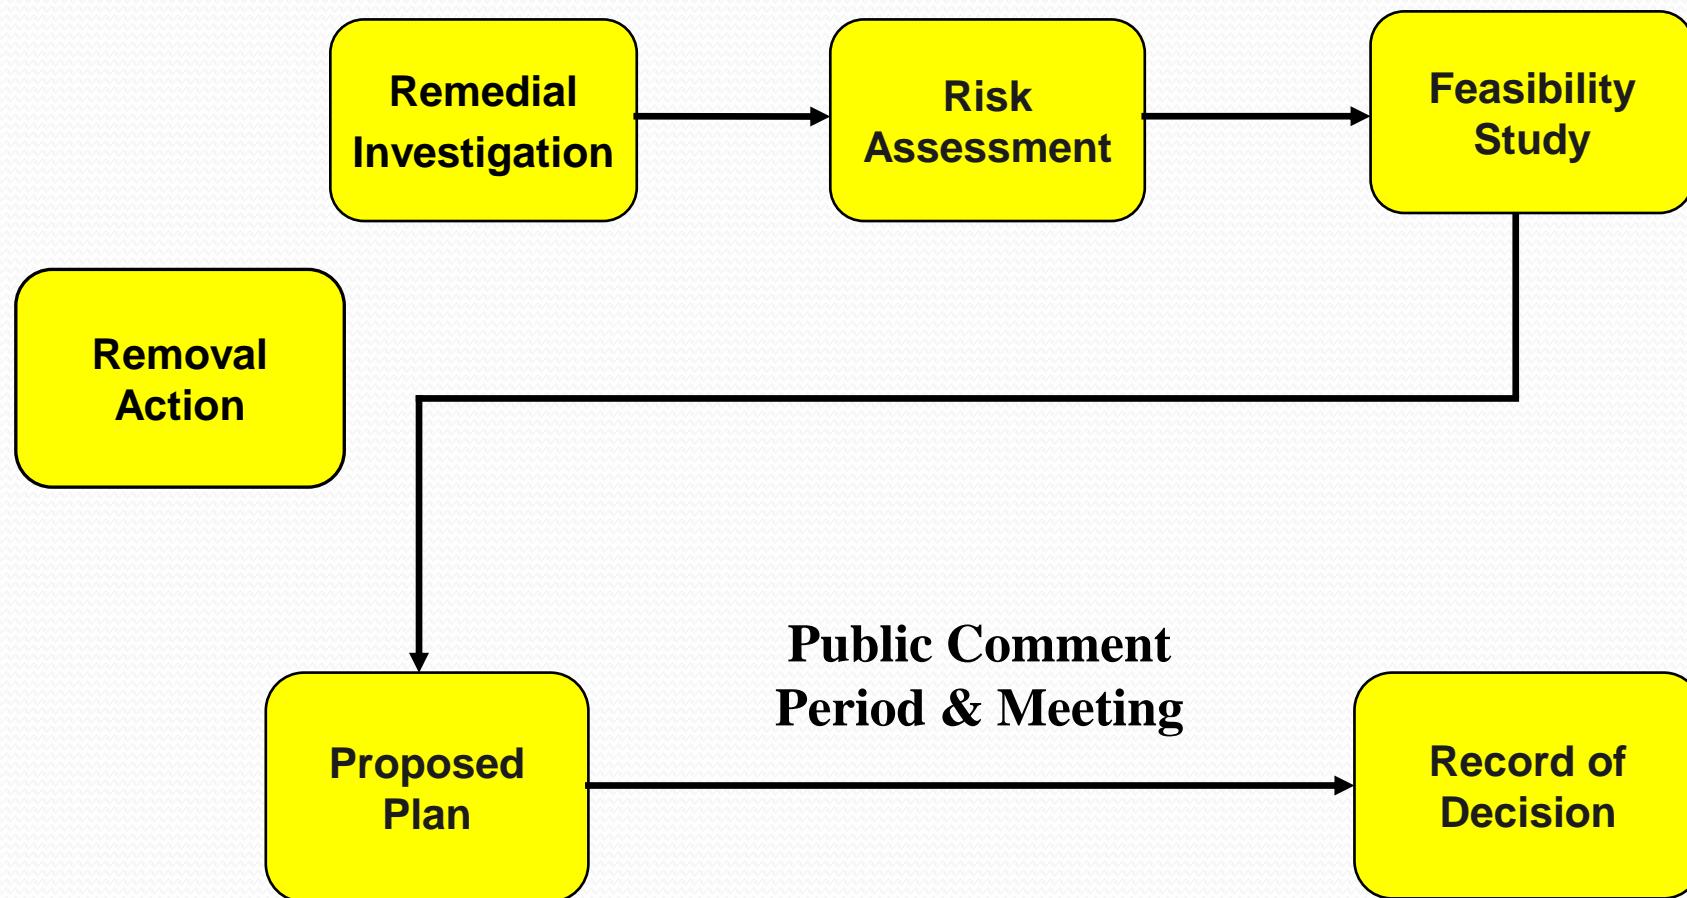 Remedial
Investigation
Risk
Assessment
Feasibility
Study
Removal
Action
Public Comment
Period & Meeting
Proposed
Plan
Record of
Decision